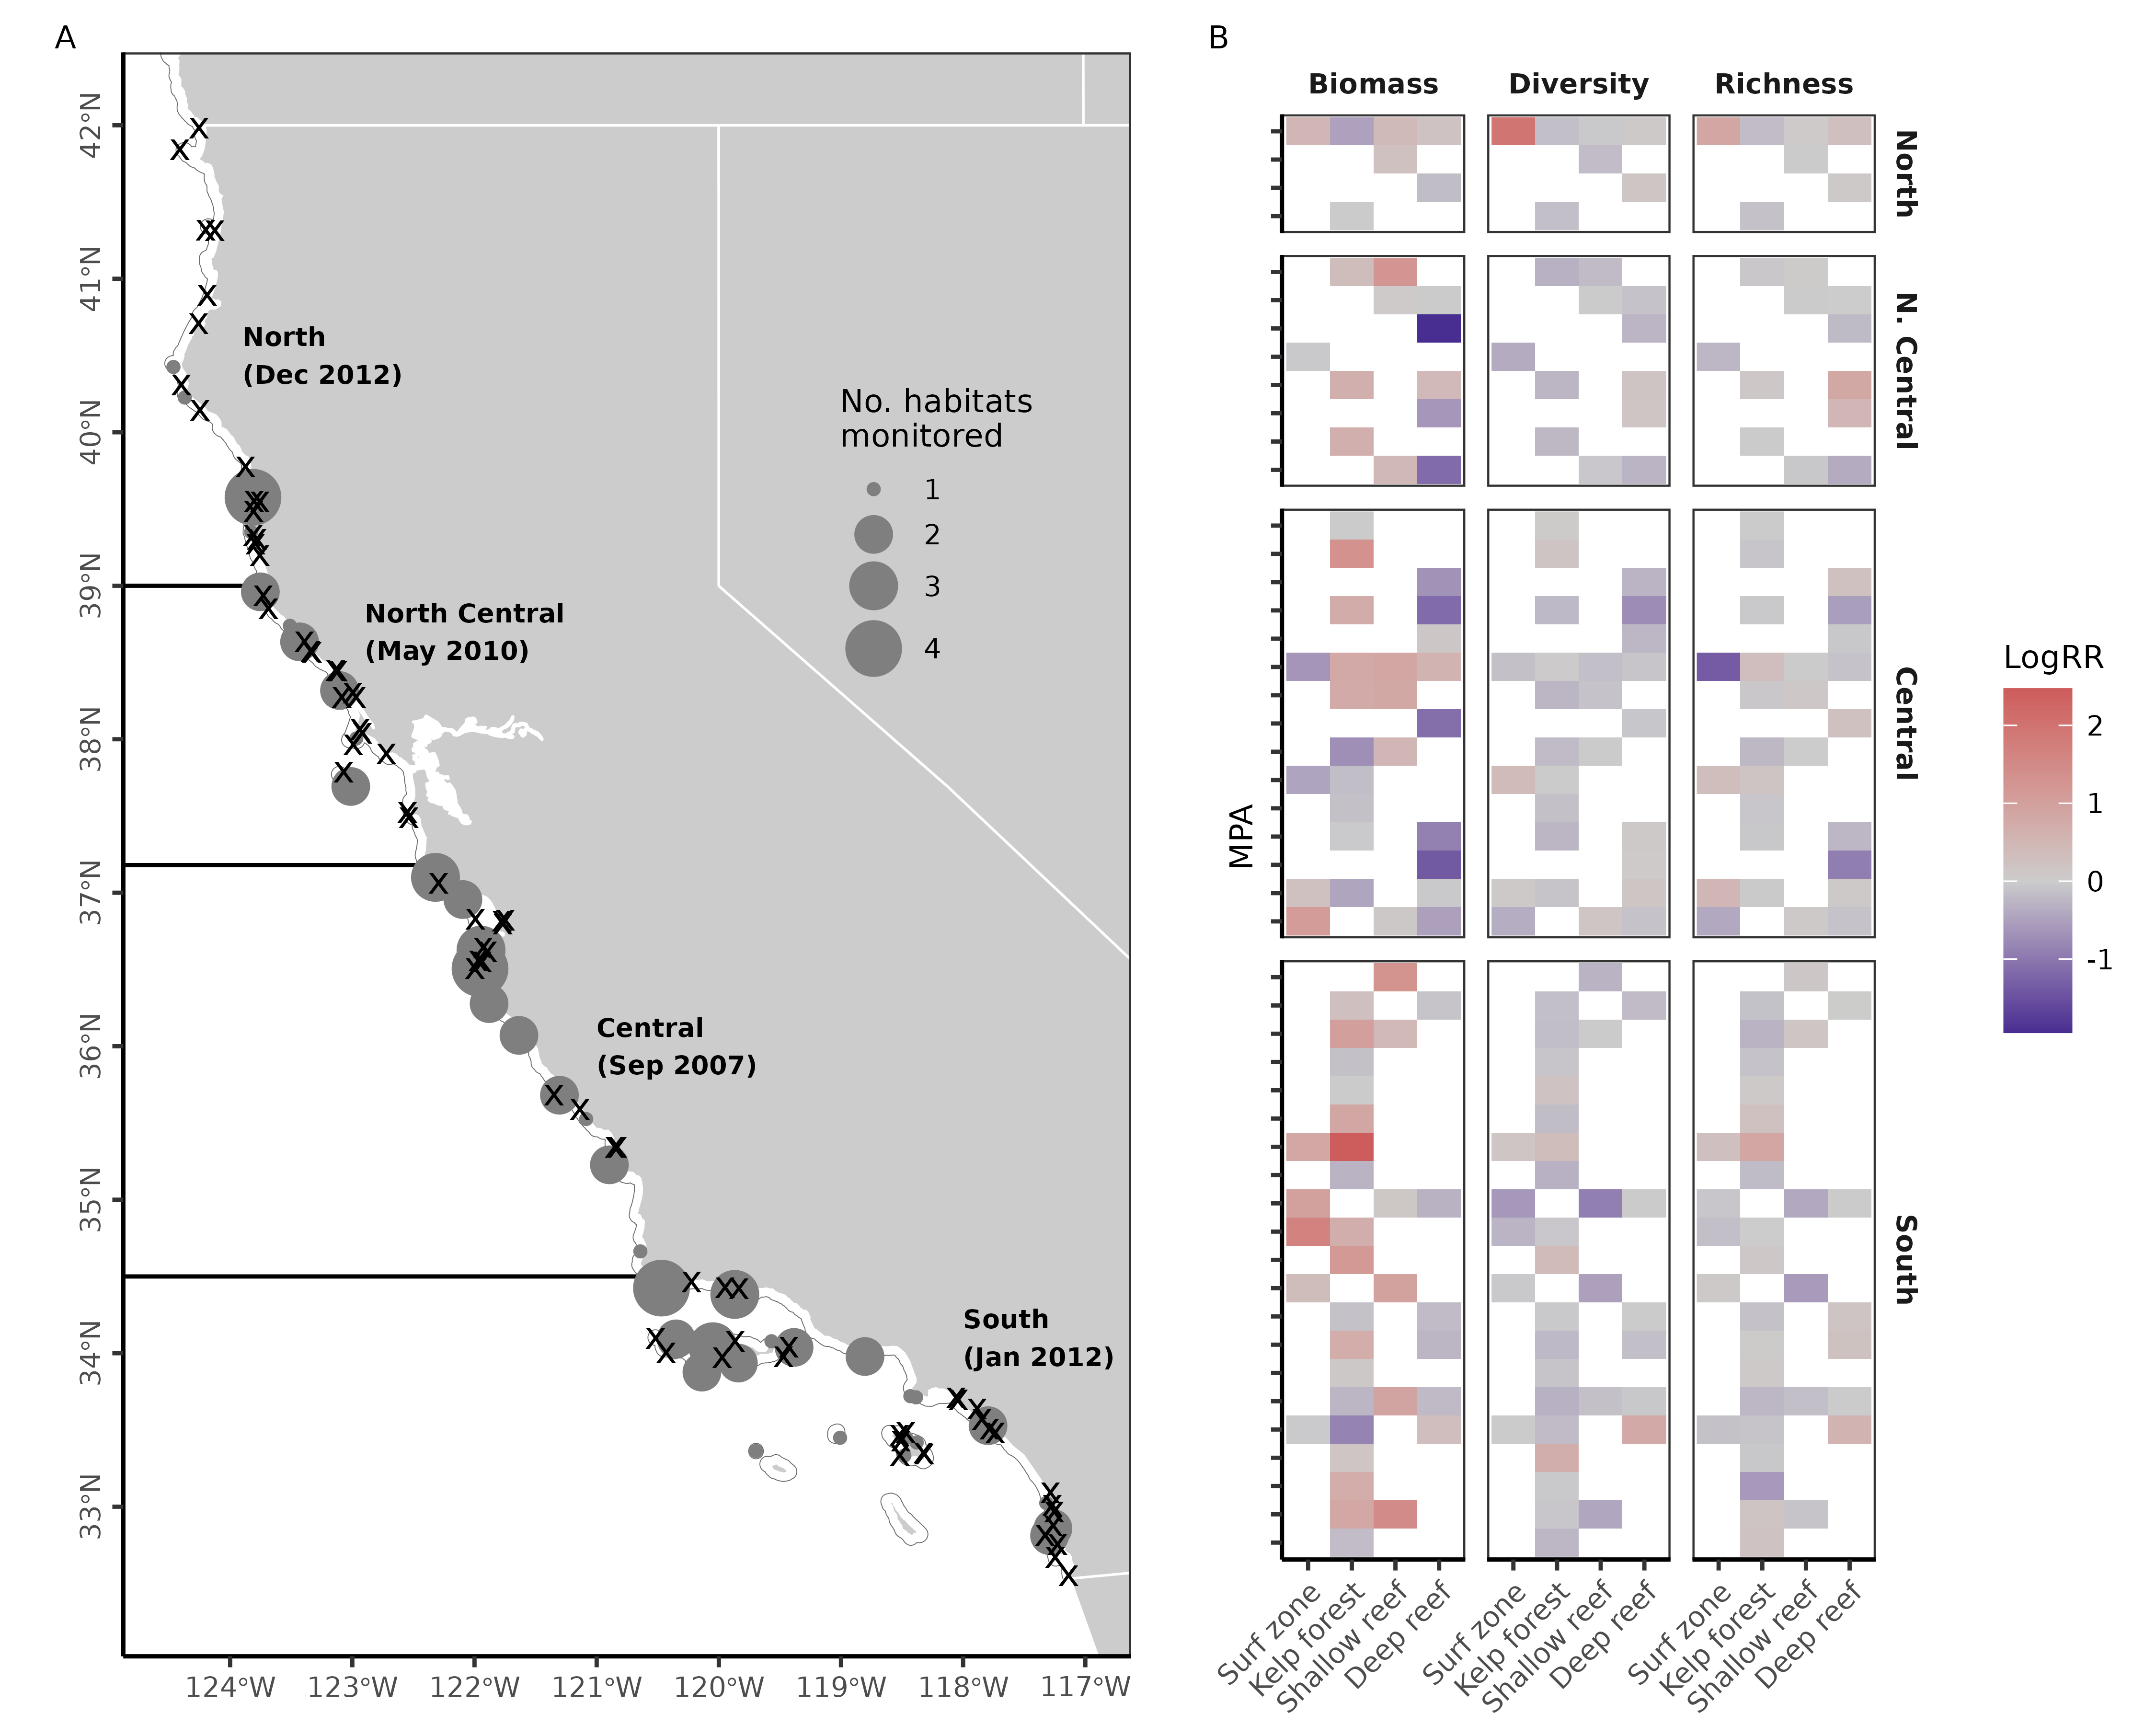 A
42°N
41°N
40°N
39°N
38°N
37°N
36°N
35°N
34°N
33°N
124°W
123°W
122°W
121°W
120°W
119°W
118°W
117°W
North
(Dec 2012)
North Central
(May 2010)
Central
(Sep 2007)
South
(Jan 2012)
No. habitats
monitored
1
2
3
4
B
Biomass
Diversity
Richness
North
N. Central
Central
South
MPA
Surf zone
Kelp forest
Shallow reef
Deep reef
Surf zone
Kelp forest
Shallow reef
Deep reef
Surf zone
Kelp forest
Shallow reef
Deep reef
LogRR
2
1
0
-1